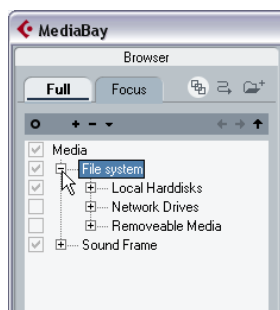 MediaBay
Browser
Full Focus
Media
File system
Local Harddisks
Network Drives
Removeable Media
Sound Frame